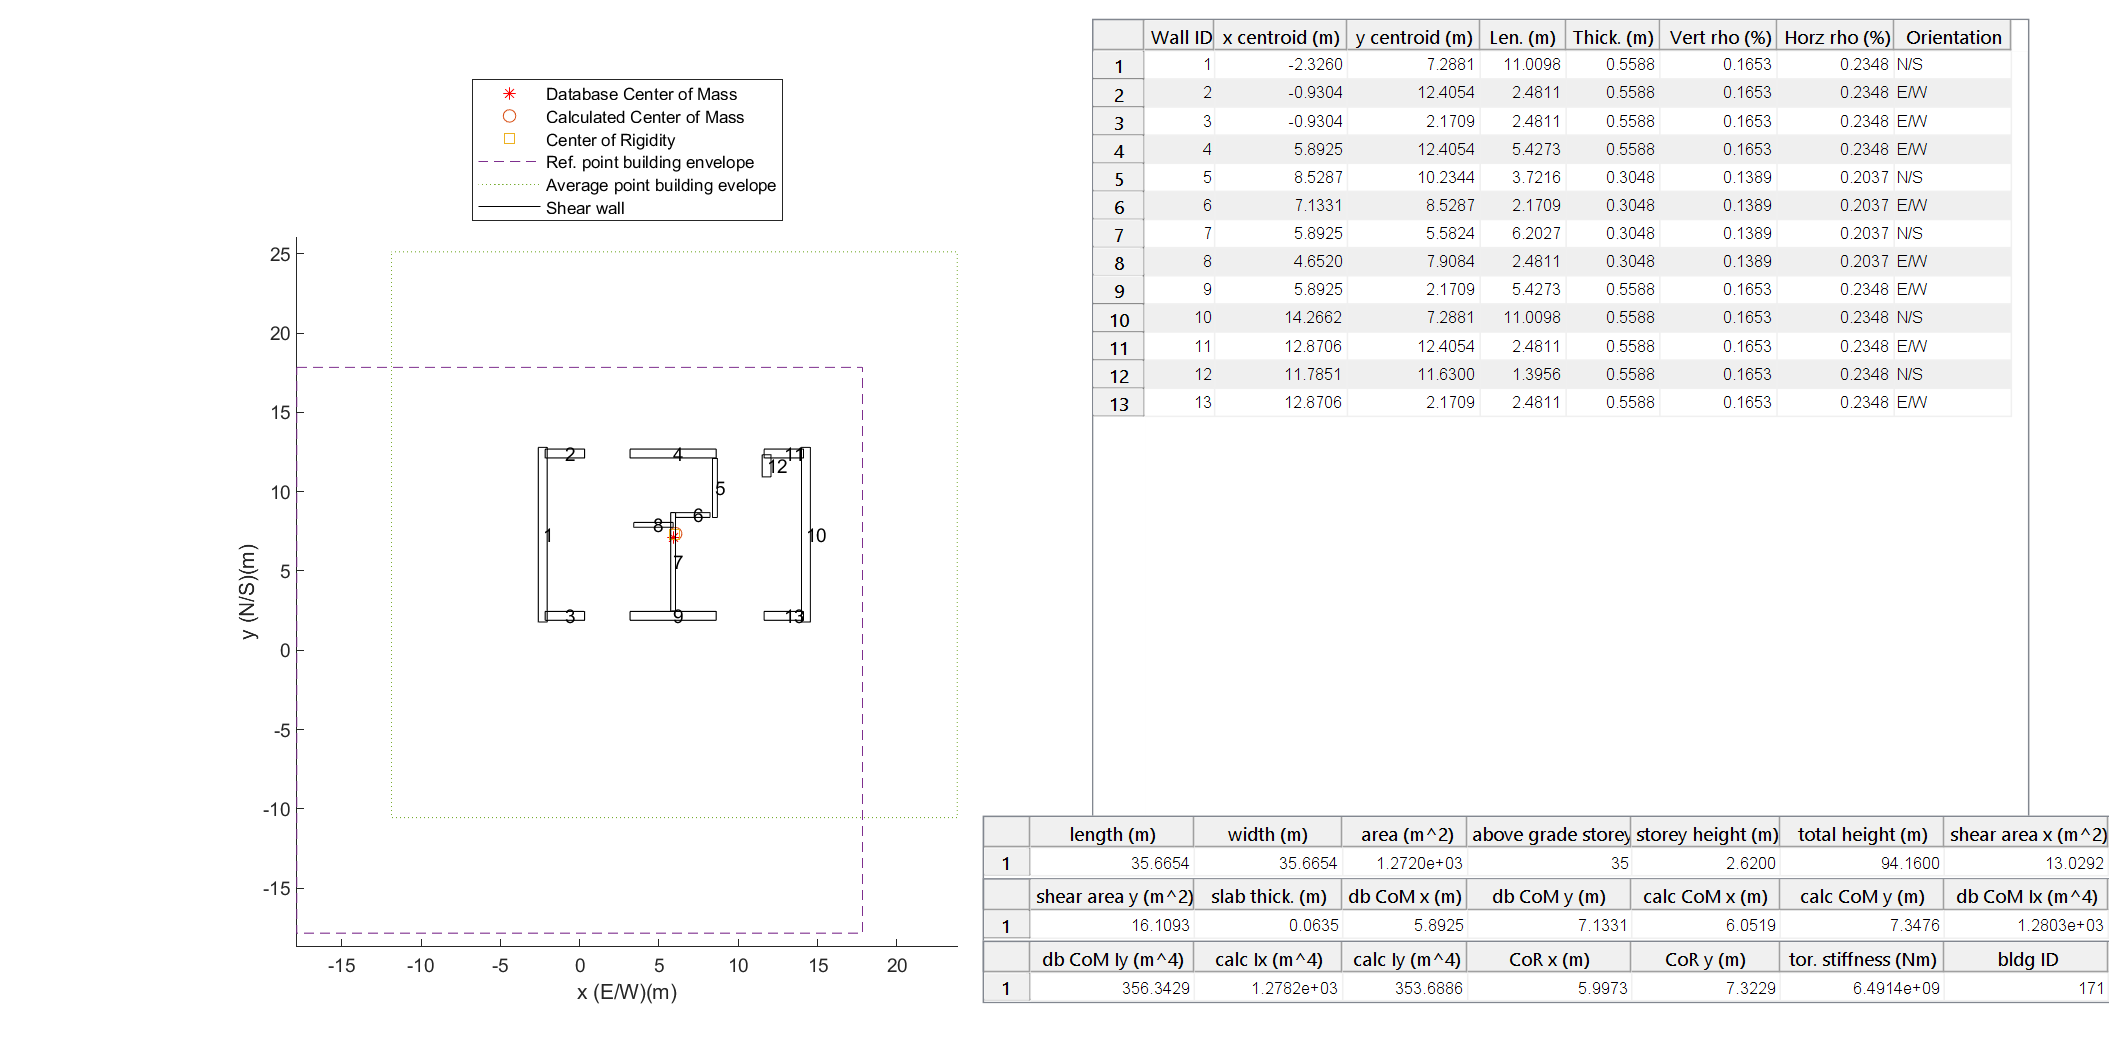 Database Center of Mass
Calculated Center of Mass
Center of Rigidity
Ref. point building envelope
Average point building evelope
Shear wall
25
20
15
10
5
0
-5
-10
-15
y (N/S)(m)
-15 -10 -5 0 5 10 15 20
x (E/W)(m)
2 4 11
12
5
6
8
1 10
7
3 9 13
Wall ID x centroid (m) y centroid (m) Len. (m) Thick. (m) Vert rho (%) Horz rho (%) Orientation
1 1 -2.3260 7.2881 11.0098 0.5588 0.1653 0.2348 N/S
2 2 -0.9304 12.4054 2.4811 0.5588 0.1653 0.2348 E/W
3 3 -0.9304 2.1709 2.4811 0.5588 0.1653 0.2348 E/W
4 4 5.8925 12.4054 5.4273 0.5588 0.1653 0.2348 E/W
5 5 8.5287 10.2344 3.7216 0.3048 0.1389 0.2037 N/S
6 6 7.1331 8.5287 2.1709 0.3048 0.1389 0.2037 E/W
7 7 5.8925 5.5824 6.2027 0.3048 0.1389 0.2037 N/S
8 8 4.6520 7.9084 2.4811 0.3048 0.1389 0.2037 E/W
9 9 5.8925 2.1709 5.4273 0.5588 0.1653 0.2348 E/W
10 10 14.2662 7.2881 11.0098 0.5588 0.1653 0.2348 N/S
11 11 12.8706 12.4054 2.4811 0.5588 0.1653 0.2348 E/W
12 12 11.7851 11.6300 1.3956 0.5588 0.1653 0.2348 N/S
13 13 12.8706 2.1709 2.4811 0.5588 0.1653 0.2348 E/W
length (m) width (m) area (m^2) above grade storey storey height (m) total height (m) shear area x (m^2)
1 35.6654 35.6654 1.2720e+03 35 2.6200 94.1600 13.0292
shear area y (m^2) slab thick. (m) db CoM x (m) db CoM y (m) calc CoM x (m) calc CoM y (m) db CoM Ix (m^4)
1 16.1093 0.0635 5.8925 7.1331 6.0519 7.3476 1.2803e+03
db CoM Iy (m^4) calc Ix (m^4) calc Iy (m^4) CoR x (m) CoR y (m) tor. stiffness (Nm) bldg ID
1 356.3429 1.2782e+03 353.6886 5.9973 7.3229 6.4914e+09 171